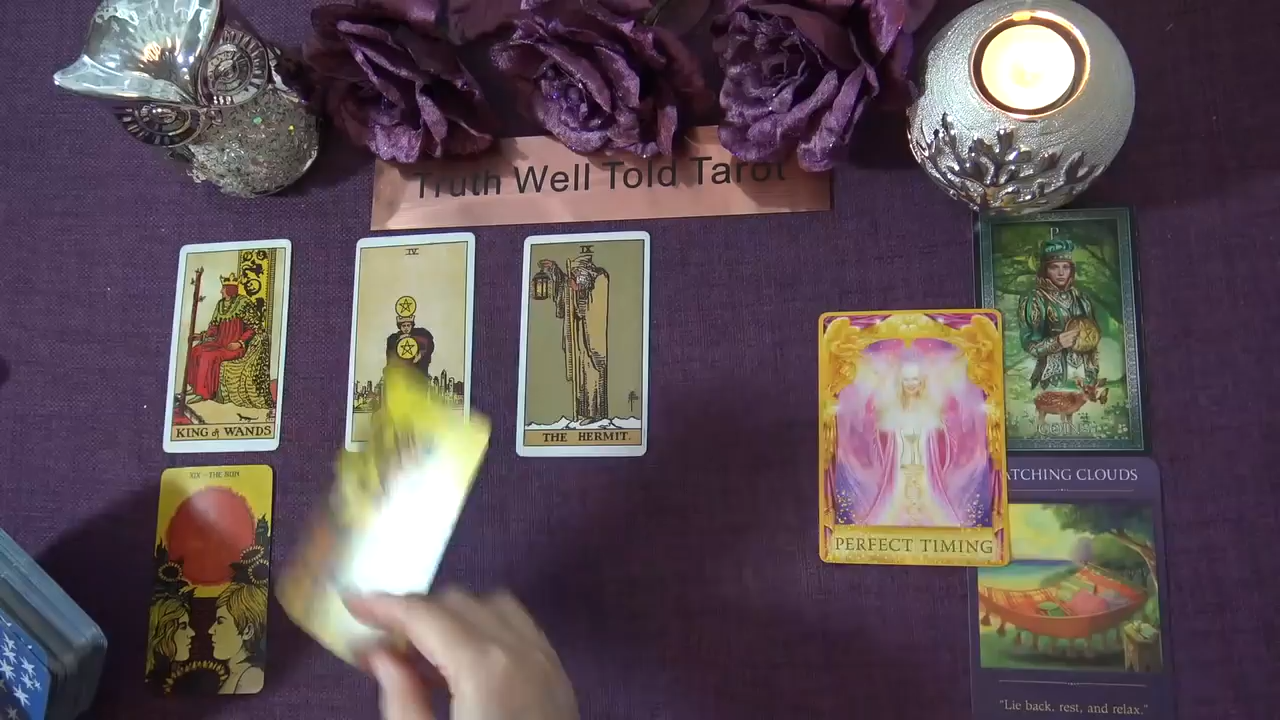 Truth Well Told Tarot
P
IV
IX
KING of WANDS
THE HERMIT.
XIX - THE SUN
PERFECT TIMING
ATCHING CLOUDS
"Lie back, rest, and relax."